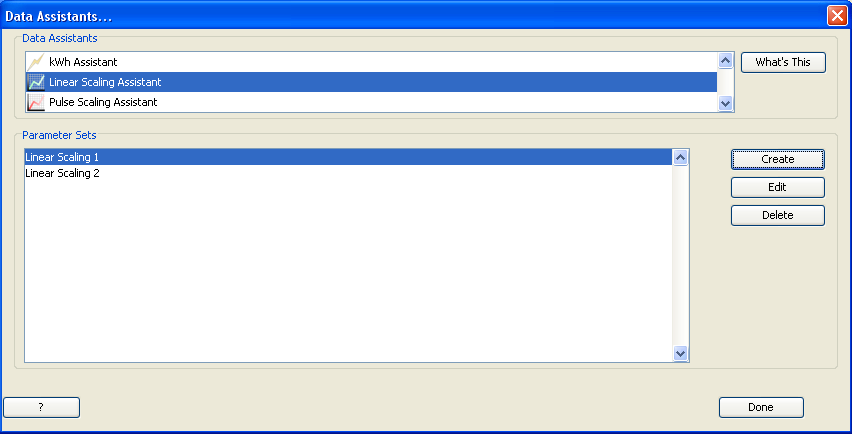 Data Assistants...
Data Assistants
kWh Assistant
Linear Scaling Assistant
Pulse Scaling Assistant
What's This
Parameter Sets
Linear Scaling 1
Linear Scaling 2
Create
Edit
Delete
?
Done